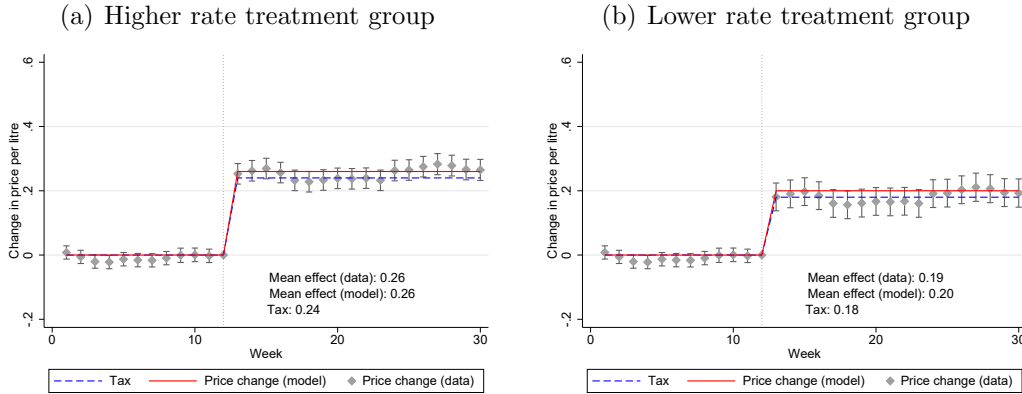 (a) Higher rate treatment group
Change in price per litre
.6
.4
.2
0
-.2
Mean effect (data): 0.26
Mean effect (model): 0.26
Tax: 0.24
0 10 20 30
Week
Tax Price change (model) Price change (data)
(b) Lower rate treatment group
Change in price per litre
.6
.4
.2
0
-.2
Mean effect (data): 0.19
Mean effect (model): 0.20
Tax: 0.18
0 10 20 30
Week
Tax Price change (model) Price change (data)